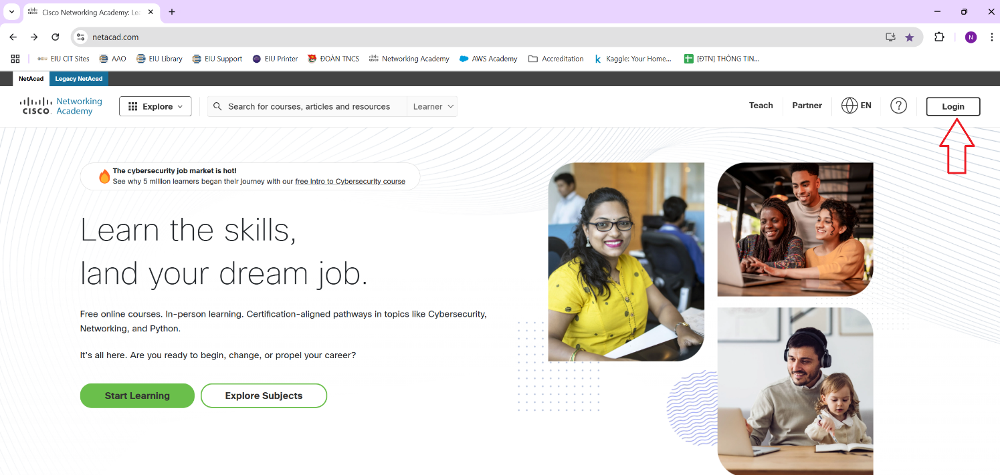 Cisco Networking Academy: Le
netacd.com
N
EIU CIT Sites
AAO
EIU Library
EIU Support
EIU Printer
ĐOÀN TNCS
Networking Academy
AWS Academy
Accreditation
Kaggle: Your Home...
[ĐTN] THÔNG TIN...
NetAcad
Legacy NetAcad
CISCO
Networking
Academy
Explore
Search for courses, articles and resources
Learner
Teach
Partner
EN
?
Login
The cybersecurity job market is hot!
See why 5 million learners began their journey with our free Intro to Cybersecurity course
Learn the skills,
land your dream job.
Free online courses. In-person learning. Certification-aligned pathways in topics like Cybersecurity,
Networking, and Python.
It's all here. Are you ready to begin, change, or propel your career?
Start Learning
Explore Subjects